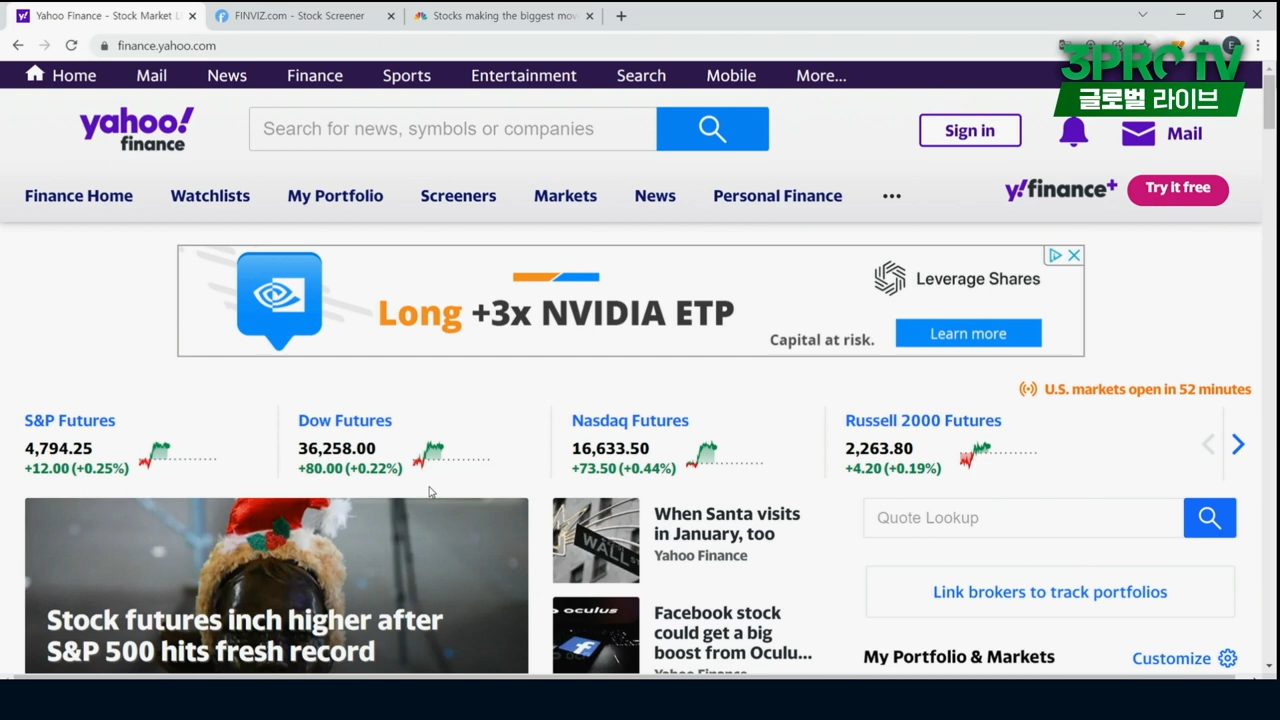 Yahoo Finance - Stock Market Li
FINVIZ.com - Stock Screener
Stocks making the biggest mov
finance.yahoo.com
3PRO TV
글로벌 라이브
Home
Mail
News
Finance
Sports
Entertainment
Search
Mobile
More...
yahoo!
finance
Search for news, symbols or companies
Sign in
Mail
Finance Home
Watchlists
My Portfolio
Screeners
Markets
News
Personal Finance
y!finance+
Try it free
Long +3x NVIDIA ETP
Leverage Shares
Capital at risk.
Learn more
U.S. markets open in 52 minutes
S&P Futures
4,794.25
+12.00 (+0.25%)
Dow Futures
36,258.00
+80.00 (+0.22%)
Nasdaq Futures
16,633.50
+73.50 (+0.44%)
Russell 2000 Futures
2,263.80
+4.20 (+0.19%)
Stock futures inch higher after
S&P 500 hits fresh record
WALL
When Santa visits
in January, too
Yahoo Finance
oculus
Facebook stock
could get a big
boost from Oculu...
Yahoo Finance
Quote Lookup
Link brokers to track portfolios
My Portfolio & Markets
Customize